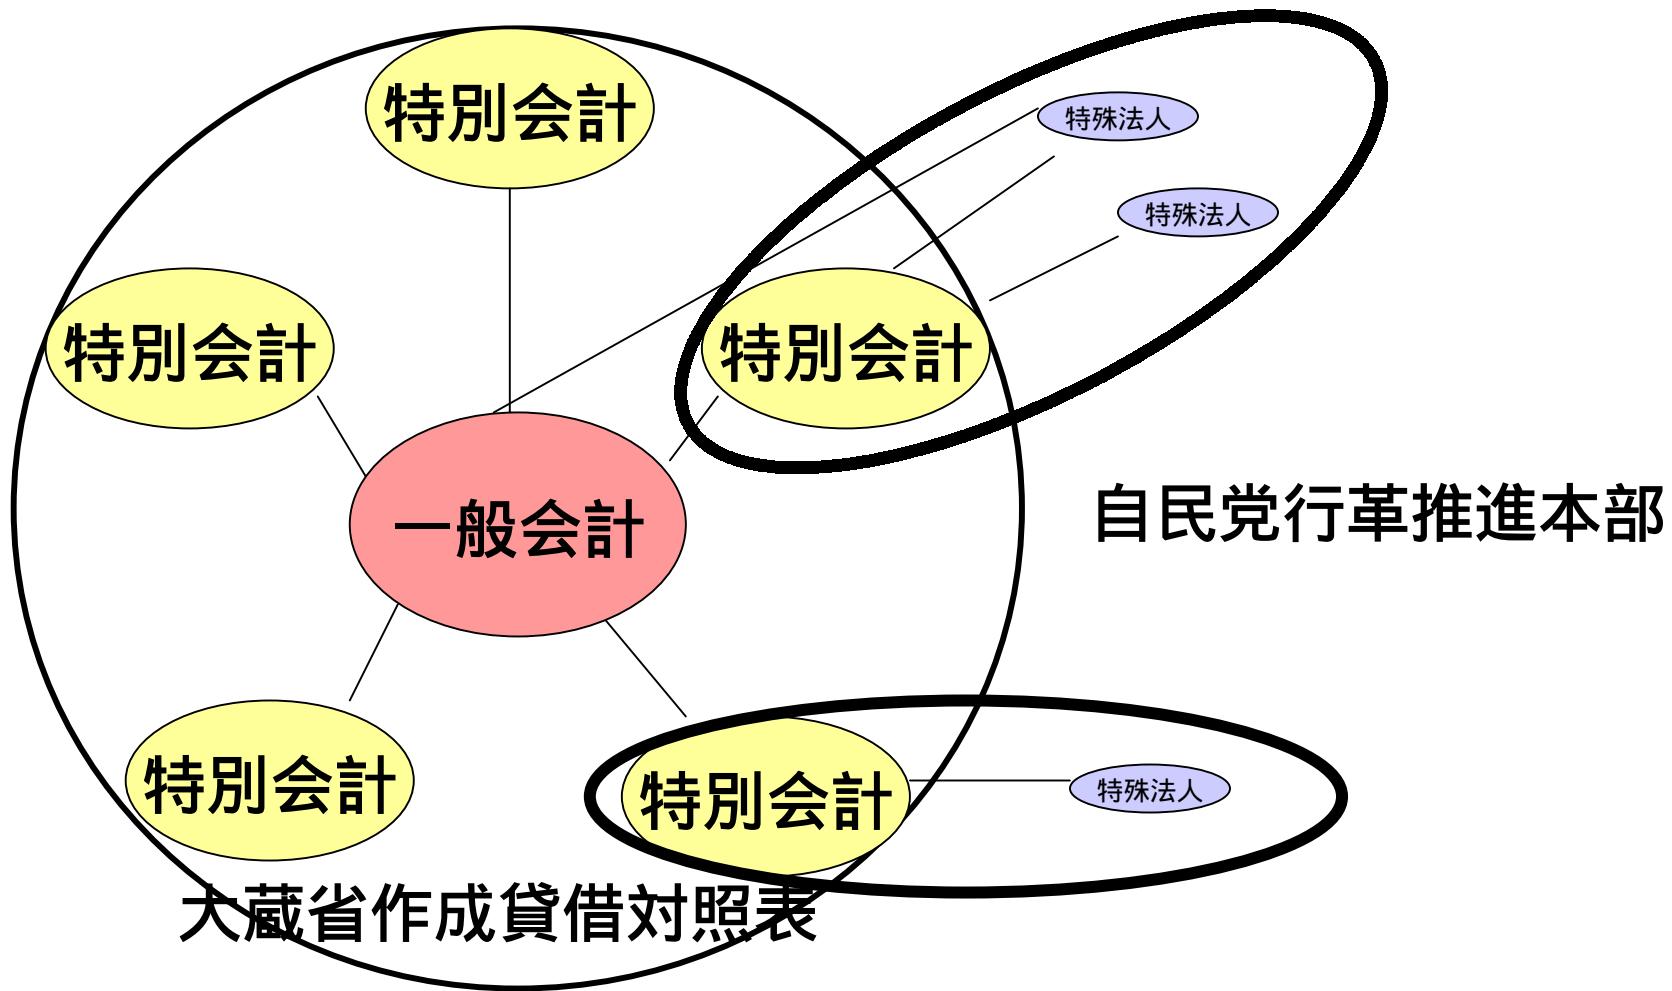 特別会計
特殊法人
特殊法人
特別会計
特別会計
自民党行革推進本部
一般会計
特別会計
特別会計
特殊法人
大蔵省作成貸借対照表